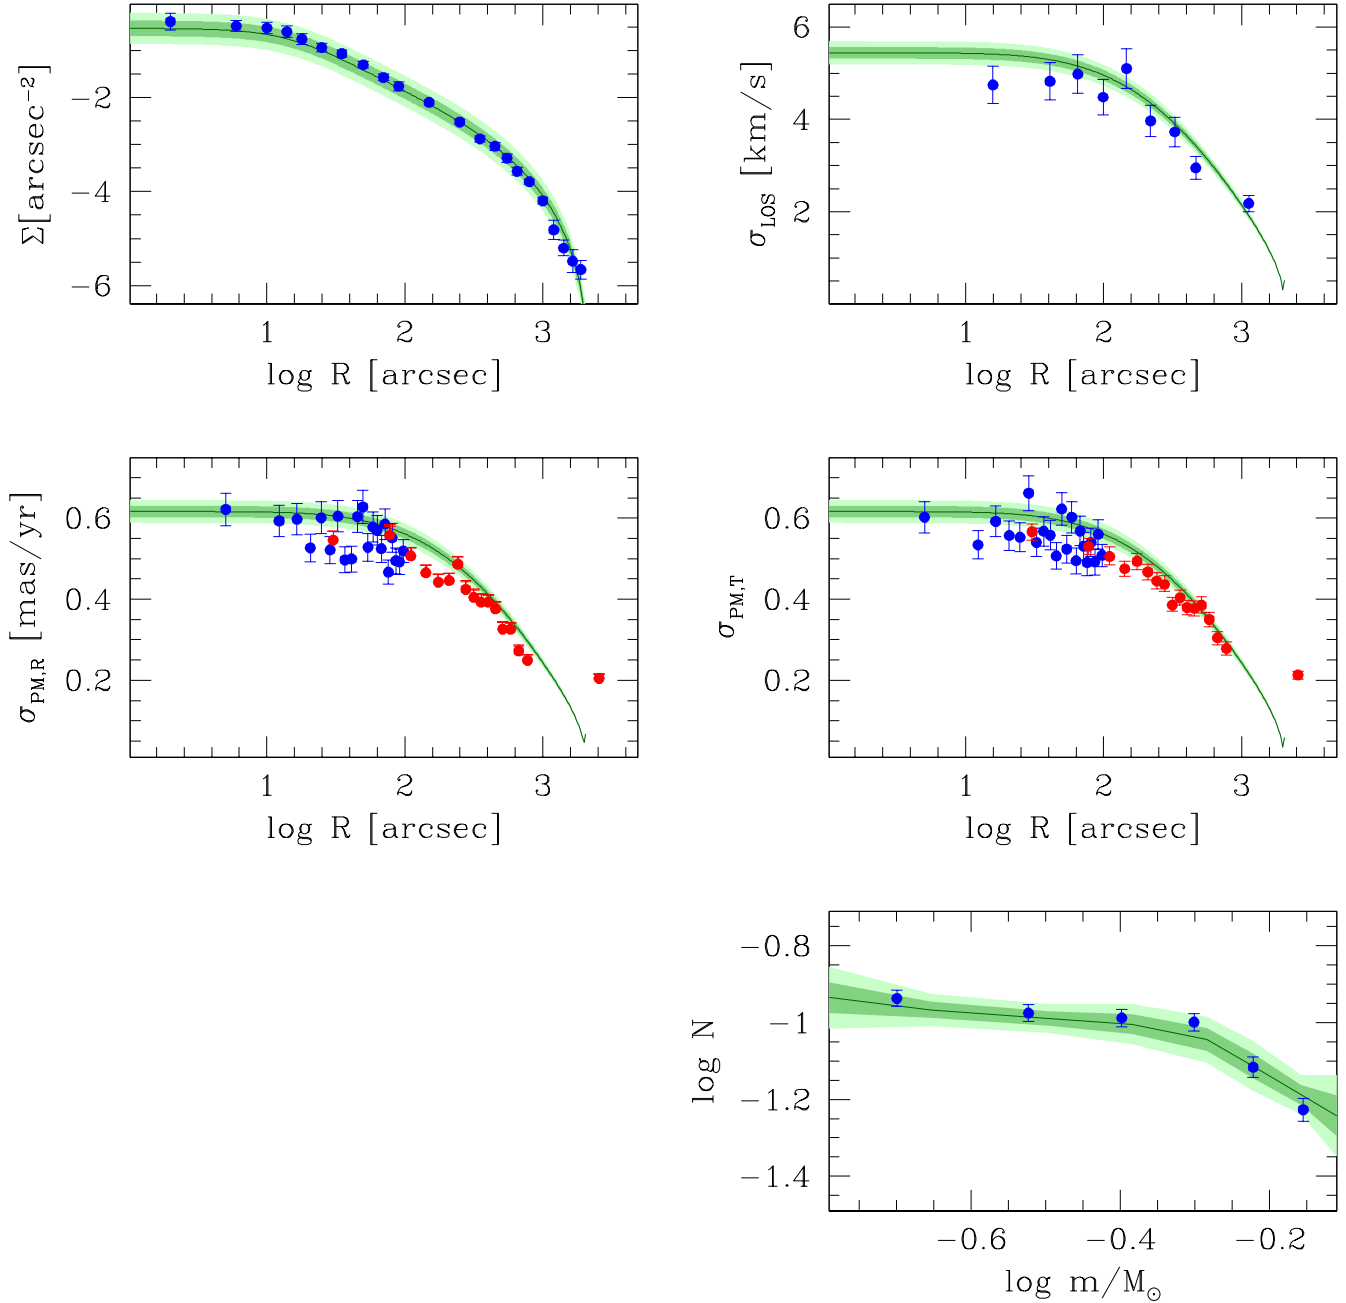 Σ[arcsec⁻²]
−2
−4
−6
1 2 3
log R [arcsec]
σLOS [km/s]
6
4
2
1 2 3
log R [arcsec]
σPM,R [mas/yr]
0.6
0.4
0.2
1 2 3
log R [arcsec]
σPM,T
0.6
0.4
0.2
1 2 3
log R [arcsec]
log N
−0.8
−1
−1.2
−1.4
−0.6 −0.4 −0.2
log m/M⊙